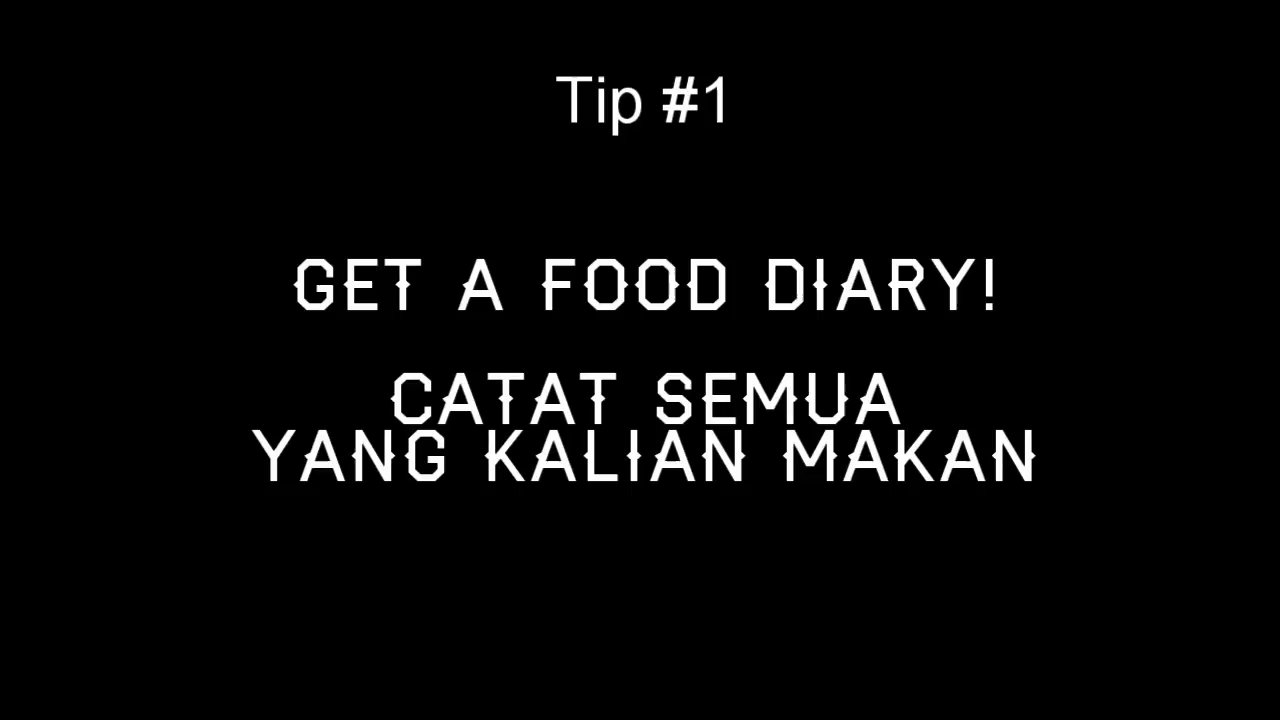 Tip #1
GET A FOOD DIARY!
CATAT SEMUA
YANG KALIAN MAKAN